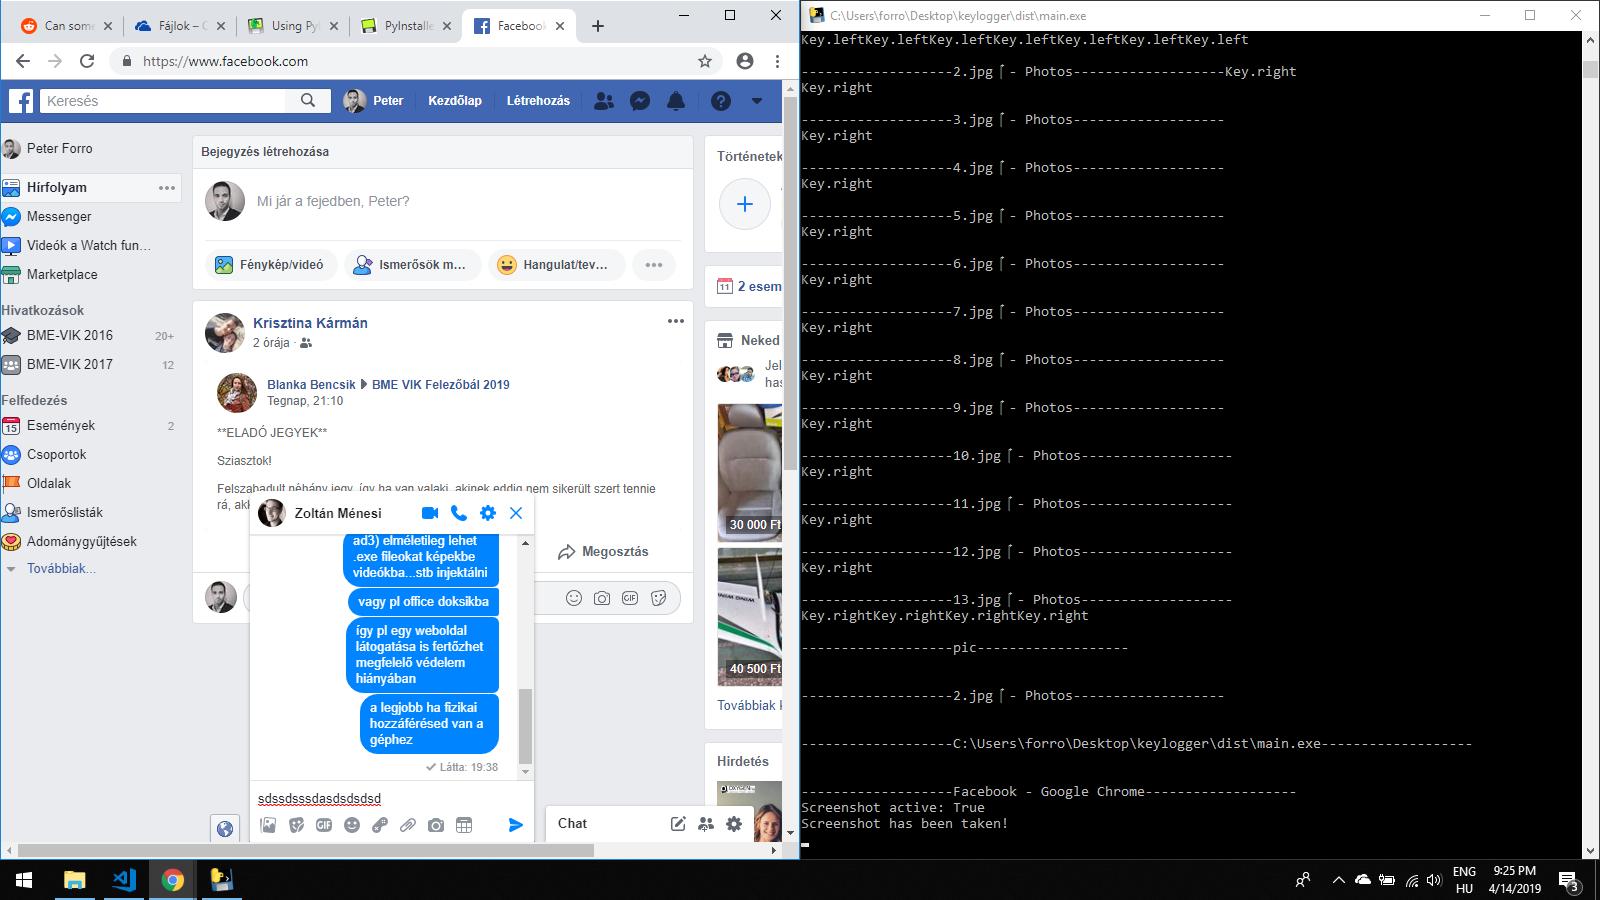 Can some
Fájlok –
Using PyI
PyInstalle
Facebook
https://www.facebook.com
Keresés
Peter
Kezdőlap
Létrehozás
Peter Forro
Hírfolyam
Messenger
Videók a Watch fun...
Marketplace
Hivatkozások
BME-VIK 2016 20+
BME-VIK 2017 12
Felfedezés
Események 2
Csoportok
Oldalak
Ismerőslisták
Adománygyűjtések
Továbbiak...
Bejegyzés létrehozása
Mi jár a fejedben, Peter?
Fénykép/videó
Ismerősök m...
Hangulat/tev...
Krisztina Kármán
2 órája ·
Blanka Bencsik BME VIK Felezőbál 2019
Tegnap, 21:10
**ELADÓ JEGYEK**
Sziasztok!
Felszabadult néhány jegy, így ha van valaki, akinek eddig nem sikerült szert tennie
rá, akk
Megosztás
GIF
Történetek
11
2 esem
Neked
Jel
has
30 000 Ft
40 500 Ft
Továbbiak
Hirdetés
OXYGEN
Zoltán Ménesi
ad3) elméletileg lehet
.exe fileokat képekbe
videókba...stb injektálni
vagy pl office doksikba
így pl egy weboldal
látogatása is fertőzhet
megfelelő védelem
hiányában
a legjobb ha fizikai
hozzáférésed van a
géphez
Látta: 19:38
sdssdsssdasdsdsdsd
GIF
Chat
C:\Users\forro\Desktop\keylogger\dist\main.exe
Key.leftKey.leftKey.leftKey.leftKey.leftKey.leftKey.left
-------------------2.jpg - Photos-------------------Key.right
Key.right
-------------------3.jpg - Photos-------------------
Key.right
-------------------4.jpg - Photos-------------------
Key.right
-------------------5.jpg - Photos-------------------
Key.right
-------------------6.jpg - Photos-------------------
Key.right
-------------------7.jpg - Photos-------------------
Key.right
-------------------8.jpg - Photos-------------------
Key.right
-------------------9.jpg - Photos-------------------
Key.right
-------------------10.jpg - Photos-------------------
Key.right
-------------------11.jpg - Photos-------------------
Key.right
-------------------12.jpg - Photos-------------------
Key.right
-------------------13.jpg - Photos-------------------
Key.rightKey.rightKey.rightKey.right
-------------------pic-------------------
-------------------2.jpg - Photos-------------------
-------------------C:\Users\forro\Desktop\keylogger\dist\main.exe-------------------
-------------------Facebook - Google Chrome-------------------
Screenshot active: True
Screenshot has been taken!
ENG
HU
9:25 PM
4/14/2019
3